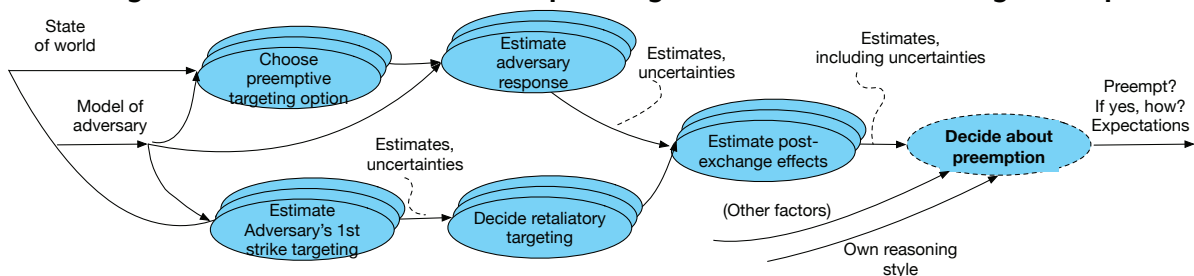 State
of world
Choose
preemptive
targeting option
Estimate
adversary
response
Estimates,
uncertainties
Estimates,
including uncertainties
Model of
adversary
Preempt?
If yes, how?
Expectations
Estimates,
uncertainties
Estimate post-
exchange effects
Decide about
preemption
Estimate
Adversary's 1st
strike targeting
Decide retaliatory
targeting
(Other factors)
Own reasoning
style